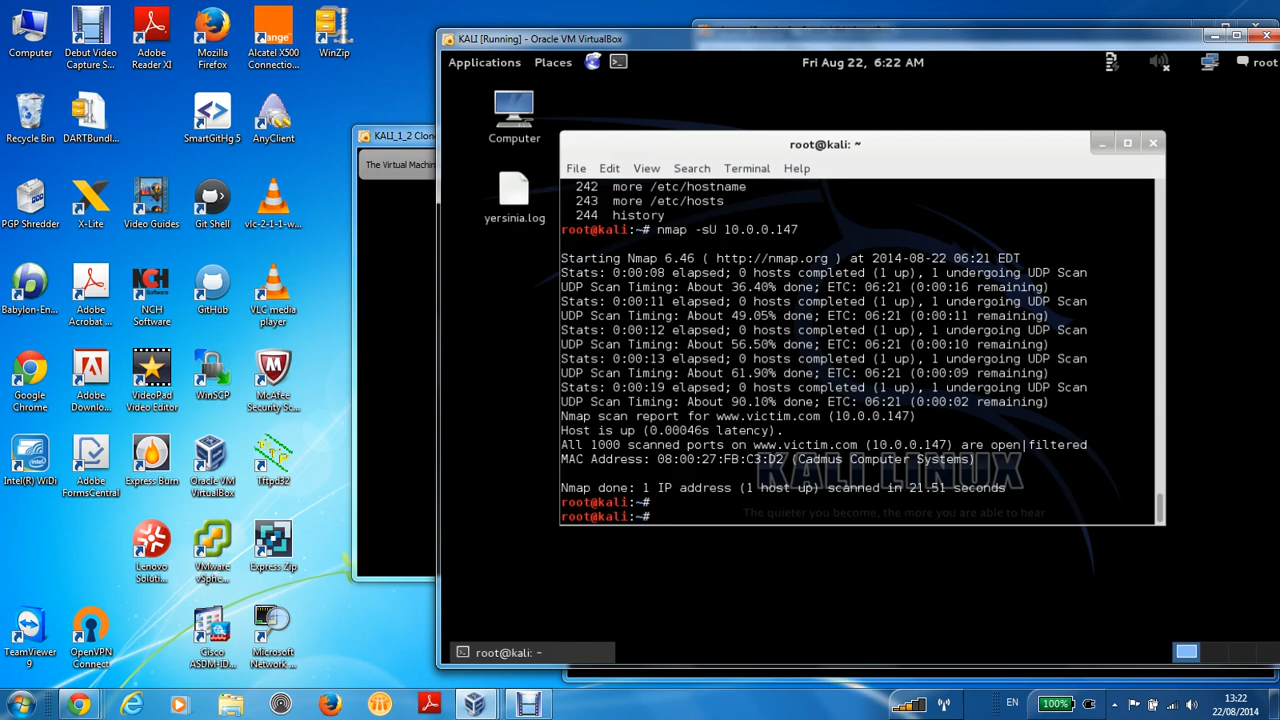 Computer
Debut Video
Capture S...
Adobe
Reader XI
Mozilla
Firefox
Alcatel X500
Connectio...
WinZip
Recycle Bin
DARTBundl...
SmartGitHg 5
AnyClient
PGP Shredder
X-Lite
Video Guides
Git Shell
vlc-2-1-1-w...
Babylon-En...
Adobe
Acrobat ...
NCH
NCH
Software
GitHub
VLC media
player
Google
Chrome
Adobe
Downlo...
VideoPad
Video Editor
WinSCP
McAfee
Security Sc...
Intel(R) WiDi
Adobe
FormsCentral
Express Burn
Oracle VM
VirtualBox
Tftpd32
Lenovo
Soluti...
VMware
vSphe...
Express Zip
TeamViewer
9
OpenVPN
Connect
Cisco
ASDM-ID...
Microsoft
Network ...
KALI_1_2 Clone
The Virtual Machin
KALI [Running] - Oracle VM VirtualBox
Applications Places Fri Aug 22, 6:22 AM root
Computer
yersinia.log
root@kali: ~
File Edit View Search Terminal Help
242 more /etc/hostname
243 more /etc/hosts
244 history
root@kali:~# nmap -sU 10.0.0.147
Starting Nmap 6.46 ( http://nmap.org ) at 2014-08-22 06:21 EDT
Stats: 0:00:08 elapsed; 0 hosts completed (1 up), 1 undergoing UDP Scan
UDP Scan Timing: About 36.40% done; ETC: 06:21 (0:00:16 remaining)
Stats: 0:00:11 elapsed; 0 hosts completed (1 up), 1 undergoing UDP Scan
UDP Scan Timing: About 49.05% done; ETC: 06:21 (0:00:11 remaining)
Stats: 0:00:12 elapsed; 0 hosts completed (1 up), 1 undergoing UDP Scan
UDP Scan Timing: About 56.50% done; ETC: 06:21 (0:00:10 remaining)
Stats: 0:00:13 elapsed; 0 hosts completed (1 up), 1 undergoing UDP Scan
UDP Scan Timing: About 61.90% done; ETC: 06:21 (0:00:09 remaining)
Stats: 0:00:19 elapsed; 0 hosts completed (1 up), 1 undergoing UDP Scan
UDP Scan Timing: About 90.10% done; ETC: 06:21 (0:00:02 remaining)
Nmap scan report for www.victim.com (10.0.0.147)
Host is up (0.00046s latency).
All 1000 scanned ports on www.victim.com (10.0.0.147) are open|filtered
MAC Address: 08:00:27:FB:C3:D2 (Cadmus Computer Systems)
KALI LINUX
Nmap done: 1 IP address (1 host up) scanned in 21.51 seconds
root@kali:~#
The quieter you become, the more you are able to hear
root@kali:~#
root@kali: ~
EN
100%
13:22
22/08/2014